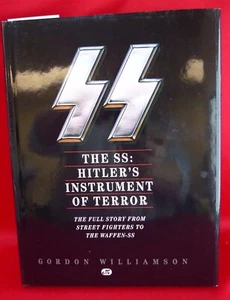 THE SS:
HITLER'S
INSTRUMENT
OF TERROR
THE FULL STORY FROM
STREET FIGHTERS TO
THE WAFFEN-SS
GORDON WILLIAMSON